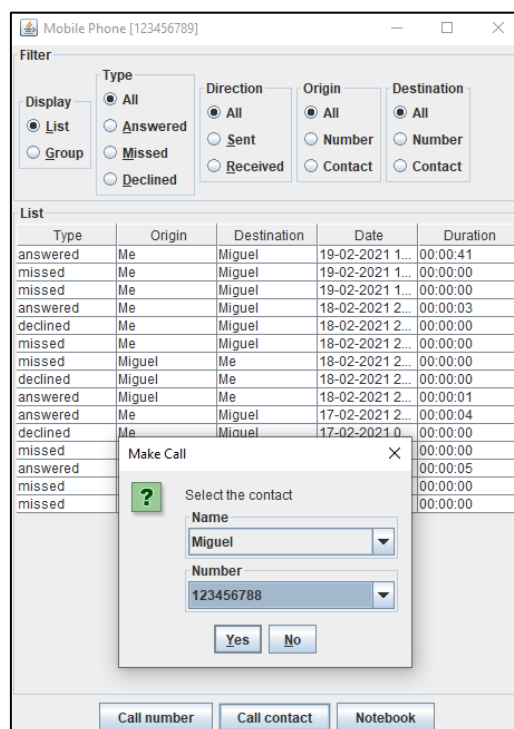 Mobile Phone [123456789]
Filter
Display
List
Group
Type
All
Answered
Missed
Declined
Direction
All
Sent
Received
Origin
All
Number
Contact
Destination
All
Number
Contact
List
Type Origin Destination Date Duration
answered Me Miguel 19-02-2021 1... 00:00:41
missed Me Miguel 19-02-2021 1... 00:00:00
missed Me Miguel 19-02-2021 1... 00:00:00
answered Me Miguel 18-02-2021 2... 00:00:03
declined Me Miguel 18-02-2021 2... 00:00:00
missed Me Miguel 18-02-2021 2... 00:00:00
missed Miguel Me 18-02-2021 2... 00:00:00
declined Miguel Me 18-02-2021 2... 00:00:00
answered Miguel Me 18-02-2021 2... 00:00:01
answered Me Miguel 17-02-2021 2... 00:00:04
declined Me Miguel 17-02-2021 0... 00:00:00
missed 00:00:00
answered 00:00:05
missed 00:00:00
missed 00:00:00
Make Call
?
Select the contact
Name
Miguel
Number
123456788
Yes No
Call number Call contact Notebook